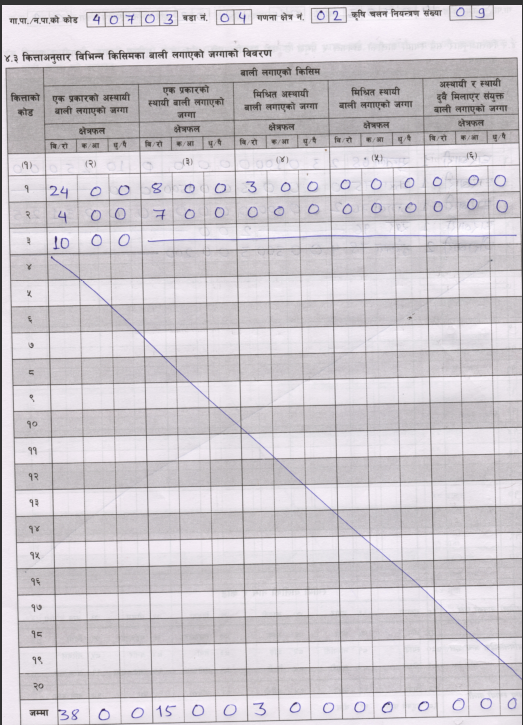 गा.पा./न.पा.को कोड 4 0 7 0 3 वडा नं. 0 4 गणना क्षेत्र नं. 0 2 कृषि चलन नियन्त्रण संख्या 0 9
४.३ कित्ताअनुसार विभिन्न किसिमका बाली लगाएको जग्गाको विवरण
बाली लगाएको किसिम
कित्ताको कोड एक प्रकारको अस्थायी बाली लगाएको जग्गा एक प्रकारको स्थायी बाली लगाएको जग्गा मिश्रित अस्थायी बाली लगाएको जग्गा मिश्रित स्थायी बाली लगाएको जग्गा अस्थायी र स्थायी दुवै मिलाएर संयुक्त बाली लगाएको जग्गा
क्षेत्रफल क्षेत्रफल क्षेत्रफल क्षेत्रफल क्षेत्रफल
बि/रो क/आ धु/पै बि/रो क/आ धु/पै बि/रो क/आ धु/पै बि/रो क/आ धु/पै बि/रो क/आ धु/पै
(१) (२) (३) (४) (५) (६)
१ 24 0 0 8 0 0 3 0 0 0 0 0 0 0 0
२ 4 0 0 7 0 0 0 0 0 0 0 0 0 0 0
३ 10 0 0
४
५
६
७
८
९
१०
११
१२
१३
१४
१५
१६
१७
१८
१९
२०
जम्मा 38 0 0 15 0 0 3 0 0 0 0 0 0 0 0